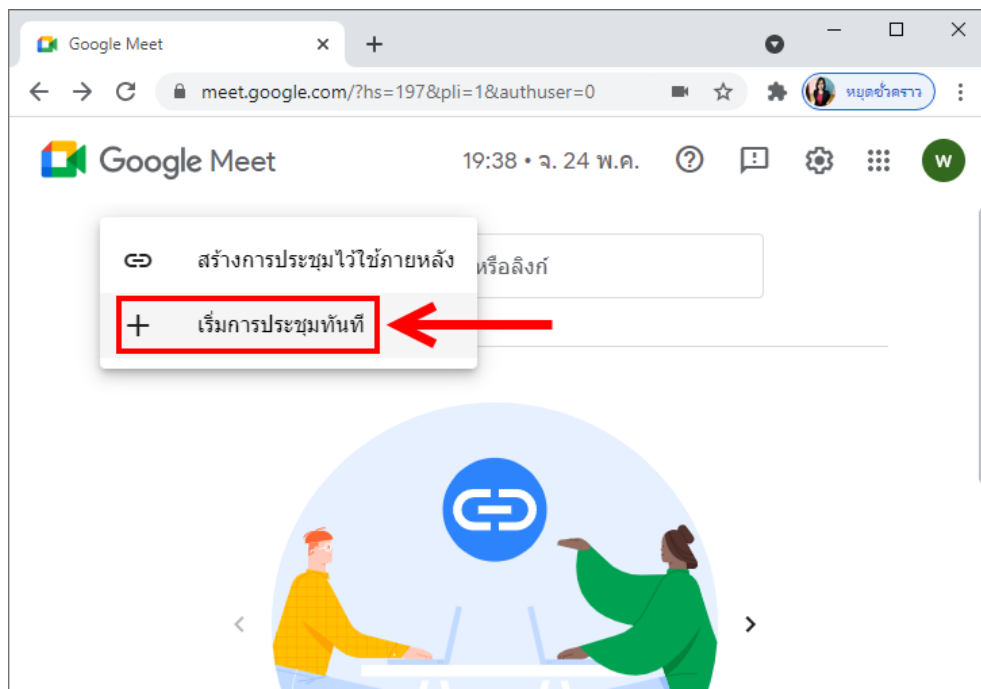 Google Meet
meet.google.com/?hs=197&pli=1&authuser=0
หยุดชั่วคราว
Google Meet
19:38 • จ. 24 พ.ค.
W
สร้างการประชุมไว้ใช้ภายหลัง
หรือลิงก์
เริ่มการประชุมทันที